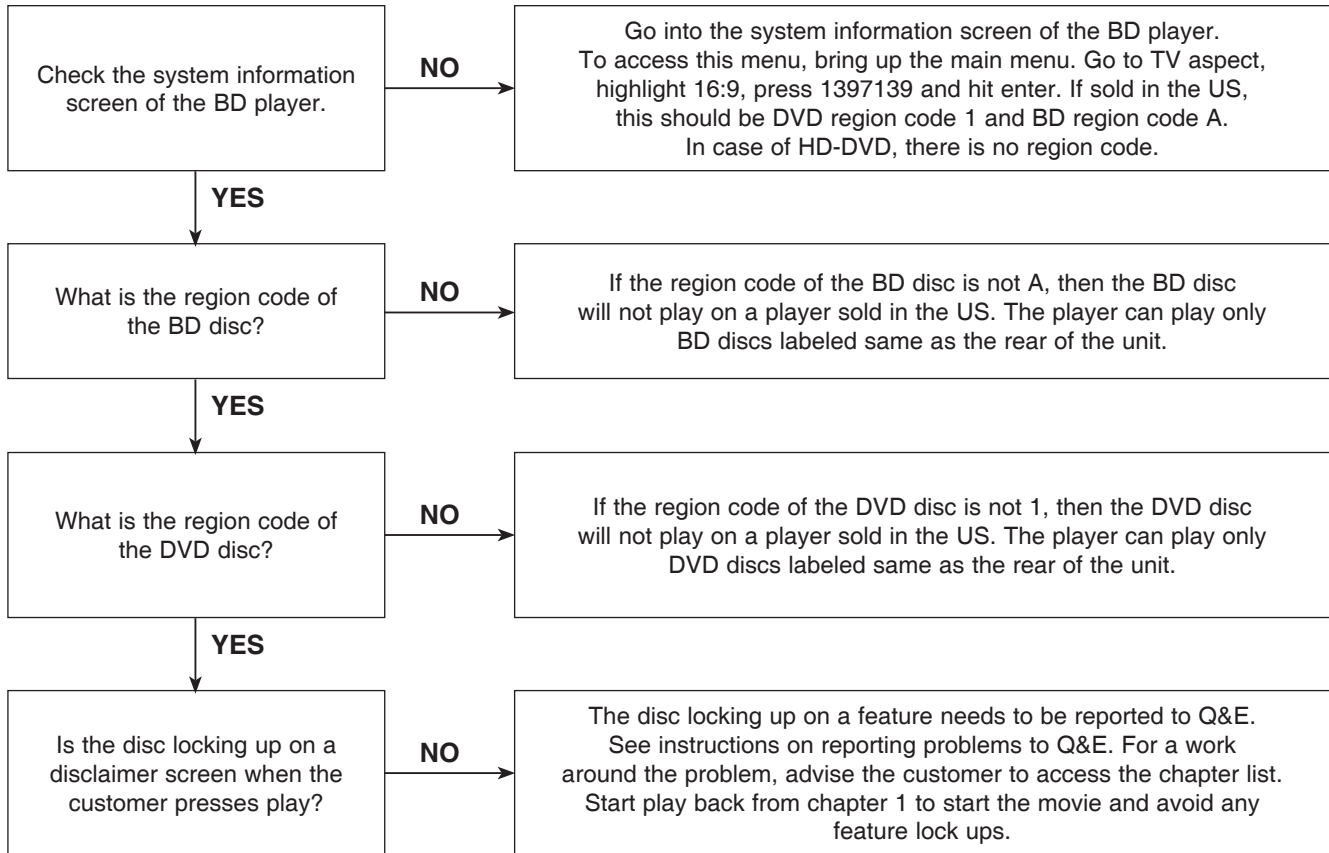 Check the system information
screen of the BD player.
NO
Go into the system information screen of the BD player.
To access this menu, bring up the main menu. Go to TV aspect,
highlight 16:9, press 1397139 and hit enter. If sold in the US,
this should be DVD region code 1 and BD region code A.
In case of HD-DVD, there is no region code.
YES
What is the region code of
the BD disc?
NO
If the region code of the BD disc is not A, then the BD disc
will not play on a player sold in the US. The player can play only
BD discs labeled same as the rear of the unit.
YES
What is the region code of
the DVD disc?
NO
If the region code of the DVD disc is not 1, then the DVD disc
will not play on a player sold in the US. The player can play only
DVD discs labeled same as the rear of the unit.
YES
Is the disc locking up on a
disclaimer screen when the
customer presses play?
NO
The disc locking up on a feature needs to be reported to Q&E.
See instructions on reporting problems to Q&E. For a work
around the problem, advise the customer to access the chapter list.
Start play back from chapter 1 to start the movie and avoid any
feature lock ups.